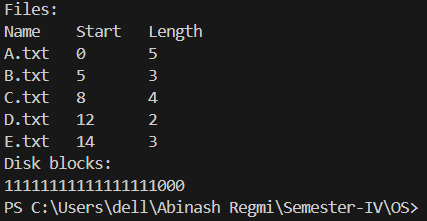 Files:
Name Start Length
A.txt 0 5
B.txt 5 3
C.txt 8 4
D.txt 12 2
E.txt 14 3
Disk blocks:
11111111111111111000
PS C:\Users\dell\Abinash Regmi\Semester-IV\OS>